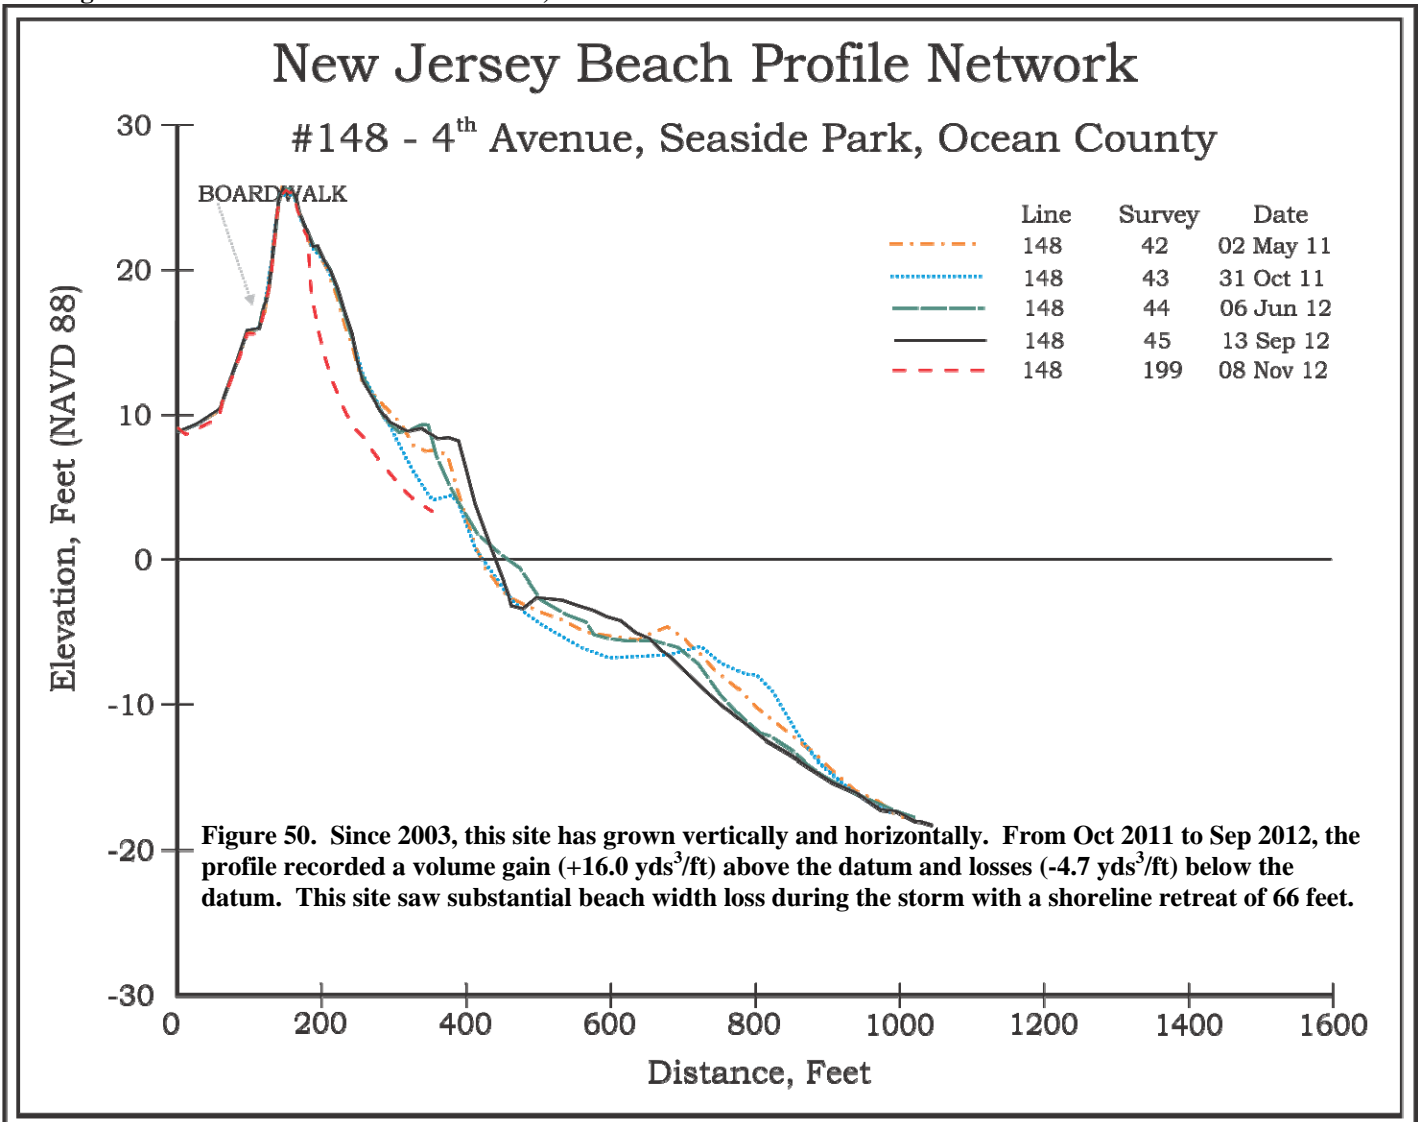 New Jersey Beach Profile Network
#148 - 4th Avenue, Seaside Park, Ocean County
30
BOARDWALK
Line Survey Date
148 42 02 May 11
148 43 31 Oct 11
148 44 06 Jun 12
148 45 13 Sep 12
148 199 08 Nov 12
20
10
0
-10
-20
-30
Elevation, Feet (NAVD 88)
Figure 50. Since 2003, this site has grown vertically and horizontally. From Oct 2011 to Sep 2012, the
profile recorded a volume gain (+16.0 yds³/ft) above the datum and losses (-4.7 yds³/ft) below the
datum. This site saw substantial beach width loss during the storm with a shoreline retreat of 66 feet.
0 200 400 600 800 1000 1200 1400 1600
Distance, Feet